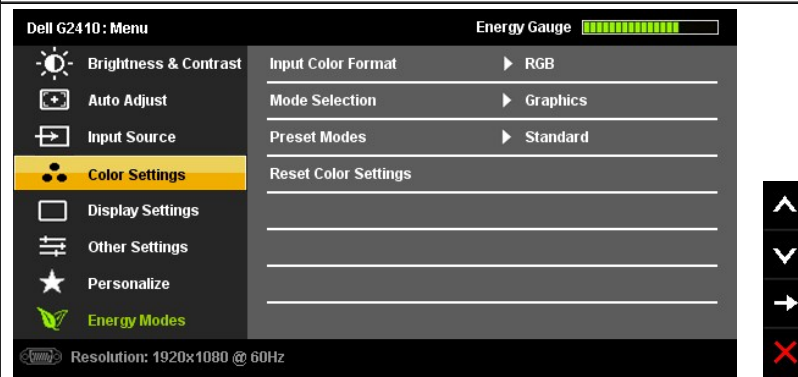 Dell G2410: Menu Energy Gauge
Brightness & Contrast Input Color Format RGB
Auto Adjust Mode Selection Graphics
Input Source Preset Modes Standard
Color Settings Reset Color Settings
Display Settings
Other Settings
Personalize
Energy Modes
Resolution: 1920x1080 @ 60Hz